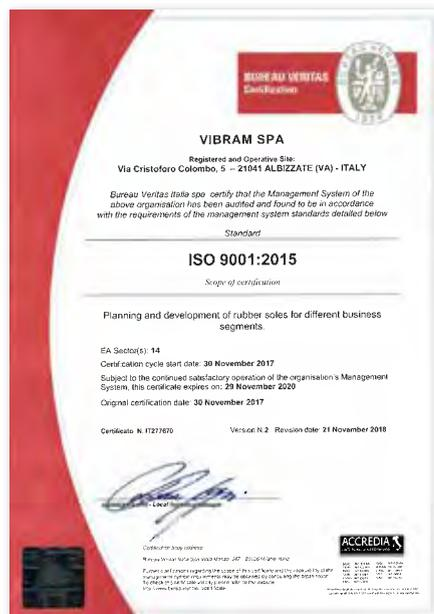 BUREAU VERITAS
Certification
VIBRAM SPA
Registered and Operative Site:
Via Cristoforo Colombo, 5 – 21041 ALBIZZATE (VA) - ITALY
Bureau Veritas Italia spa certify that the Management System of the
above organisation has been audited and found to be in accordance
with the requirements of the management system standards detailed below
Standard
ISO 9001:2015
Scope of certification
Planning and development of rubber soles for different business
segments.
EA Sector(s): 14
Certification cycle start date: 30 November 2017
Subject to the continued satisfactory operation of the organisation's Management
System, this certificate expires on: 29 November 2020
Original certification date: 30 November 2017
Certificate N. IT277670 Version N.2 Revision date: 21 November 2018
- Local
Certification body address:
ACCREDIA